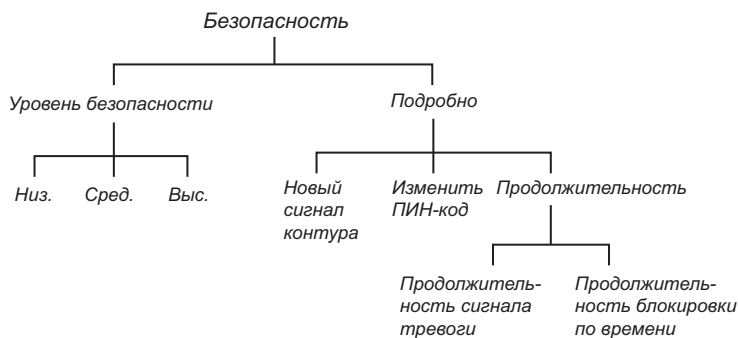 Безопасность
Уровень безопасности
Подробно
Низ.
Сред.
Выс.
Новый
сигнал
контура
Изменить
ПИН-код
Продолжительность
Продолжитель-
ность сигнала
тревоги
Продолжитель-
ность блокировки
по времени